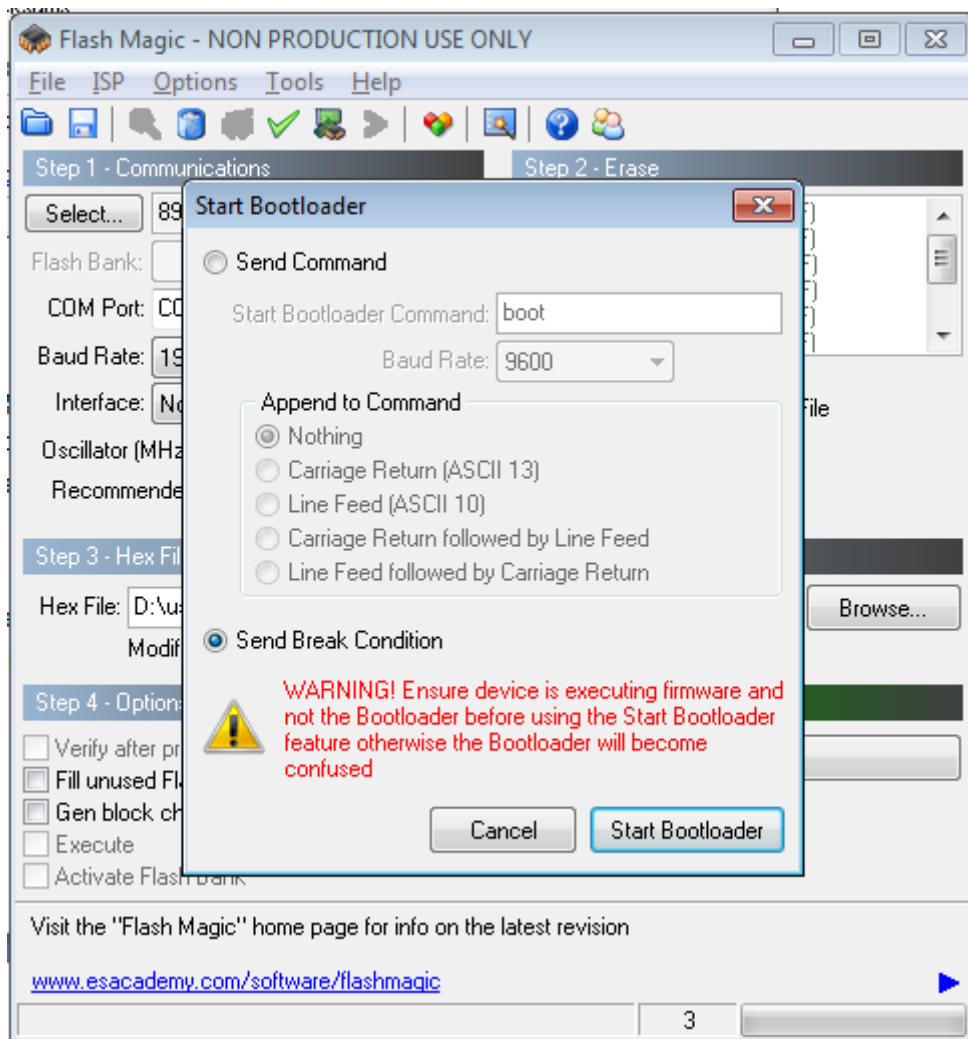 Flash Magic - NON PRODUCTION USE ONLY
File ISP Options Tools Help
Step 1 - Communications
Step 2 - Erase
Select... 89
Flash Bank:
COM Port: CO
Baud Rate: 19
Interface: No
Oscillator (MHz
Recommende
File
Start Bootloader
Send Command
Start Bootloader Command: boot
Baud Rate: 9600
Append to Command
Nothing
Carriage Return (ASCII 13)
Line Feed (ASCII 10)
Carriage Return followed by Line Feed
Line Feed followed by Carriage Return
Send Break Condition
WARNING! Ensure device is executing firmware and
not the Bootloader before using the Start Bootloader
feature otherwise the Bootloader will become
confused
Cancel Start Bootloader
Step 3 - Hex Fil
Hex File: D:\u
Browse...
Modif
Step 4 - Option
Verify after pr
Fill unused Fl
Gen block ch
Execute
Activate Flash Bank
Visit the "Flash Magic" home page for info on the latest revision
www.esacademy.com/software/flashmagic
3